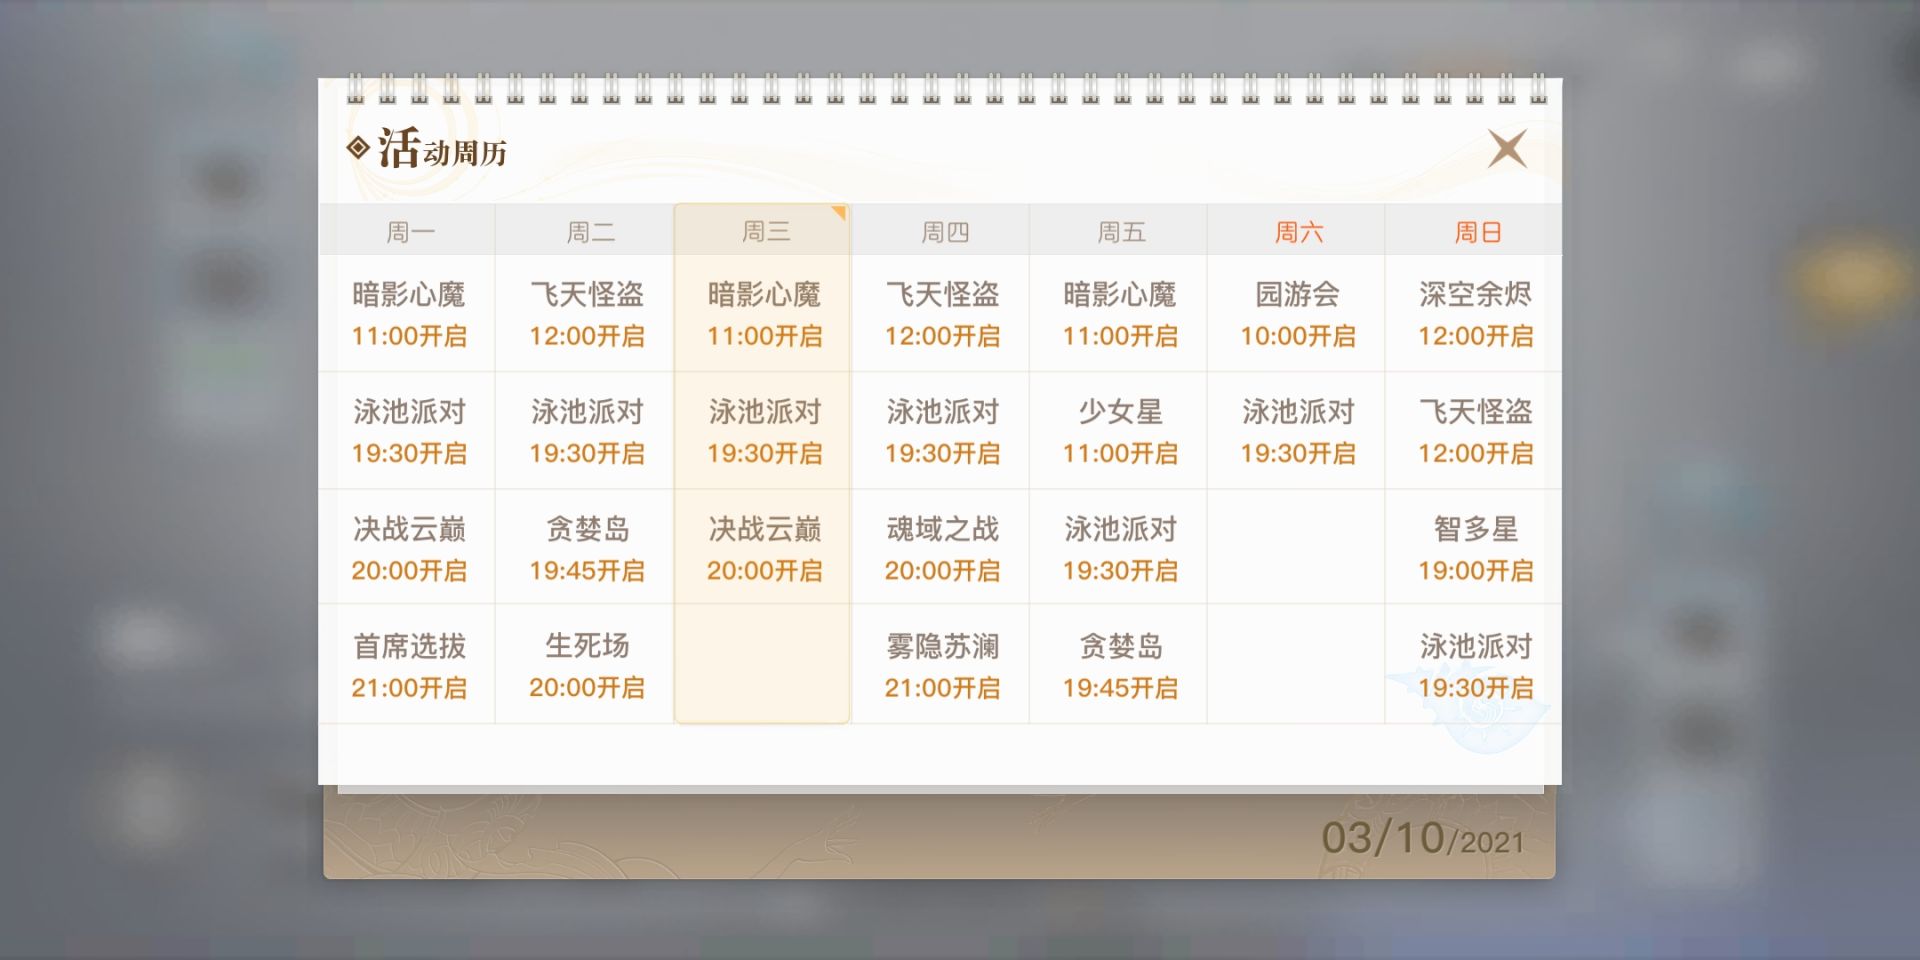 活动周历
周一 周二 周三 周四 周五 周六 周日
暗影心魔 飞天怪盗 暗影心魔 飞天怪盗 暗影心魔 园游会 深空余烬
11:00开启 12:00开启 11:00开启 12:00开启 11:00开启 10:00开启 12:00开启
泳池派对 泳池派对 泳池派对 泳池派对 少女星 泳池派对 飞天怪盗
19:30开启 19:30开启 19:30开启 19:30开启 11:00开启 19:30开启 12:00开启
决战云巅 贪婪岛 决战云巅 魂域之战 泳池派对 智多星
20:00开启 19:45开启 20:00开启 20:00开启 19:30开启 19:00开启
首席选拔 生死场 雾隐苏澜 贪婪岛 泳池派对
21:00开启 20:00开启 21:00开启 19:45开启 19:30开启
03/10/2021